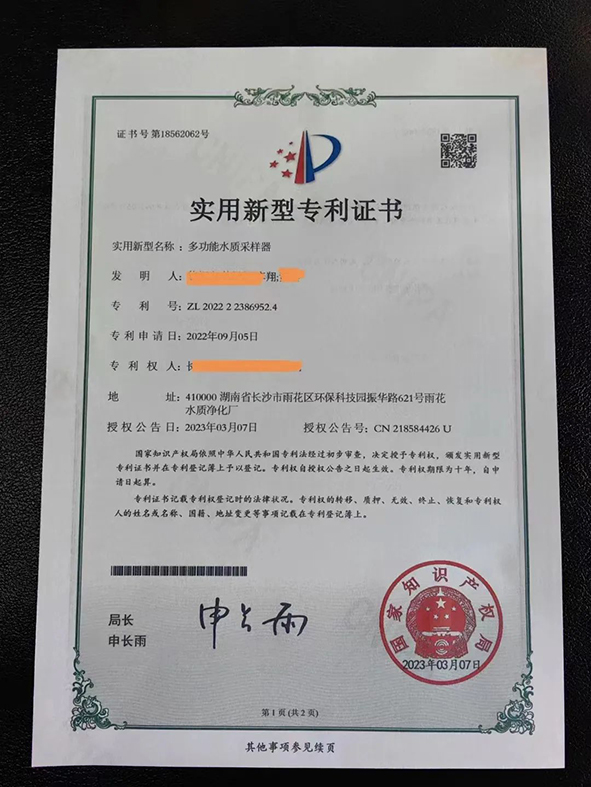 证书号第18562062号
实用新型专利证书
实用新型名称：多功能水质采样器
发明人：翔;
专利号：ZL 2022 2 2386952.4
专利申请日：2022年09月05日
专利权人：
地址：410000 湖南省长沙市雨花区环保科技园振华路621号雨花
水质净化厂
授权公告日：2023年03月07日 授权公告号：CN 218584426 U
国家知识产权局依照中华人民共和国专利法经过初步审查，决定授予专利权，颁发实用新型
专利证书并在专利登记簿上予以登记。专利权自授权公告之日起生效。专利权期限为十年，自申
请日起算。
专利证书记载专利权登记时的法律状况。专利权的转移、质押、无效、终止、恢复和专利权
人的姓名或名称、国籍、地址变更等事项记载在专利登记簿上。
局长
申长雨
申长雨
国家知识产权局
2023年03月07日
第1页(共2页)
其他事项参见续页